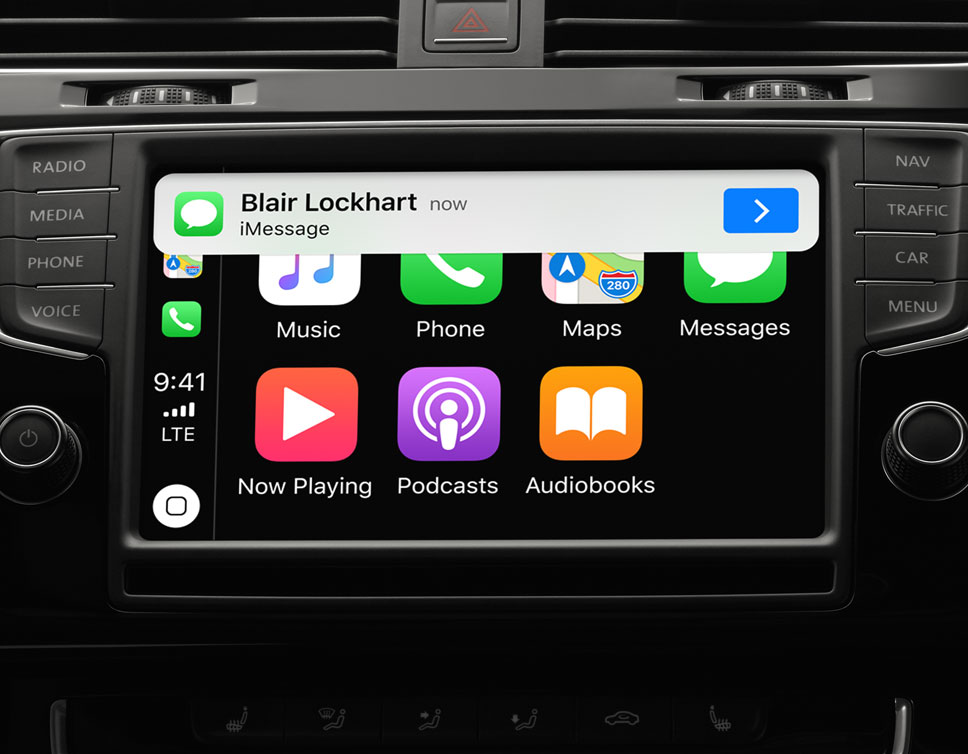 RADIO
MEDIA
PHONE
VOICE
Blair Lockhart now
iMessage
280
280
Music
Phone
Maps
Messages
9:41
LTE
Now Playing
Podcasts
Audiobooks
NAV
TRAFFIC
CAR
MENU